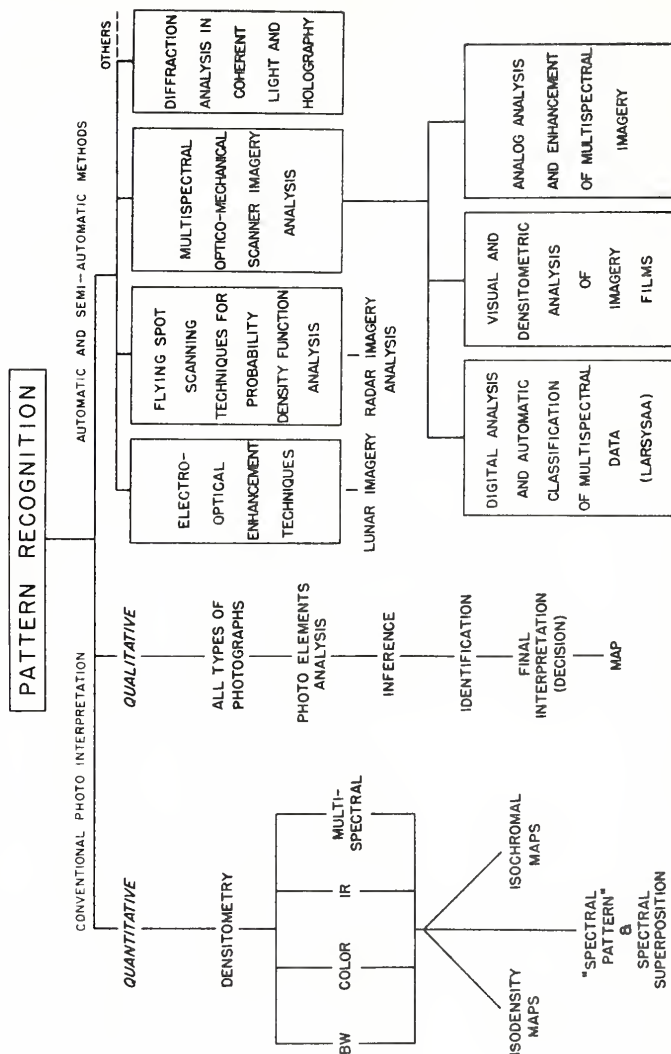 PATTERN RECOGNITION
CONVENTIONAL PHOTO INTERPRETATION
AUTOMATIC AND SEMI-AUTOMATIC METHODS
OTHERS
QUANTITATIVE
DENSITOMETRY
BW
COLOR
IR
MULTI-
SPECTRAL
ISODENSITY MAPS
"SPECTRAL
PATTERN"
&
SPECTRAL
SUPERPOSITION
ISOCHROMAL
MAPS
QUALITATIVE
ALL TYPES OF
PHOTOGRAPHS
PHOTO ELEMENTS
ANALYSIS
INFERENCE
IDENTIFICATION
FINAL
INTERPRETATION
(DECISION)
MAP
ELECTRO-
OPTICAL
ENHANCEMENT
TECHNIQUES
LUNAR IMAGERY
FLYING SPOT
SCANNING
TECHNIQUES FOR
PROBABILITY
DENSITY FUNCTION
ANALYSIS
RADAR IMAGERY
ANALYSIS
MULTISPECTRAL
OPTICO-MECHANICAL
SCANNER IMAGERY
ANALYSIS
DIFFRACTION
ANALYSIS IN
COHERENT
LIGHT AND
HOLOGRAPHY
DIGITAL ANALYSIS
AND AUTOMATIC
CLASSIFICATION
OF MULTISPECTRAL
DATA
(LARSYSAA)
VISUAL AND
DENSITOMETRIC
ANALYSIS
OF
IMAGERY
FILMS
ANALOG ANALYSIS
AND ENHANCEMENT
OF MULTISPECTRAL
IMAGERY